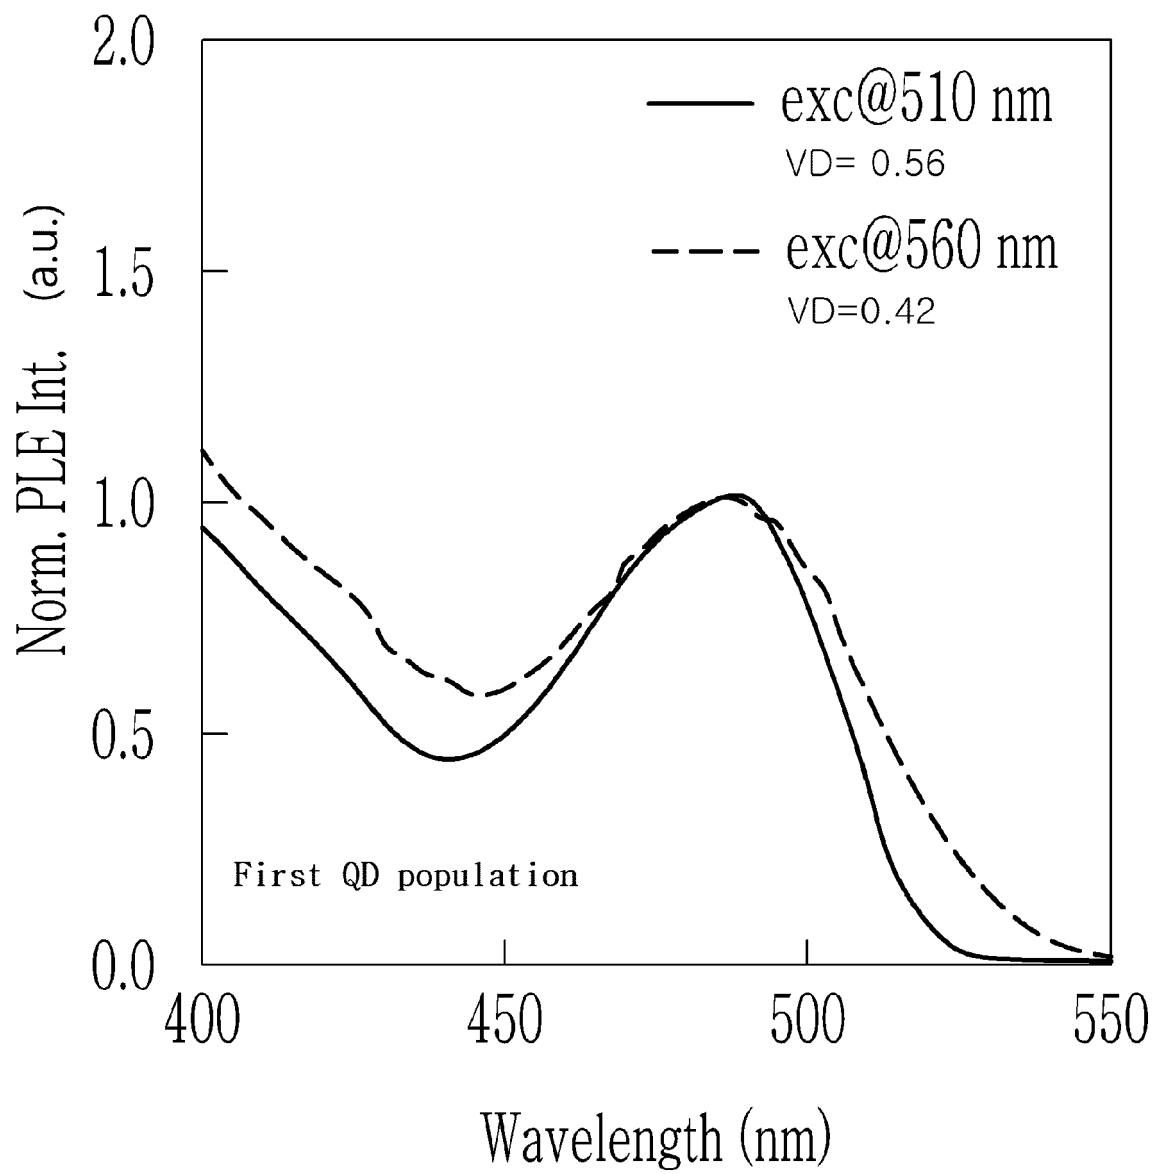 2.0
exc@510 nm
VD= 0.56
exc@560 nm
VD=0.42
1.5
1.0
0.5
0.0
Norm. PLE Int. (a.u.)
First QD population
400 450 500 550
Wavelength (nm)